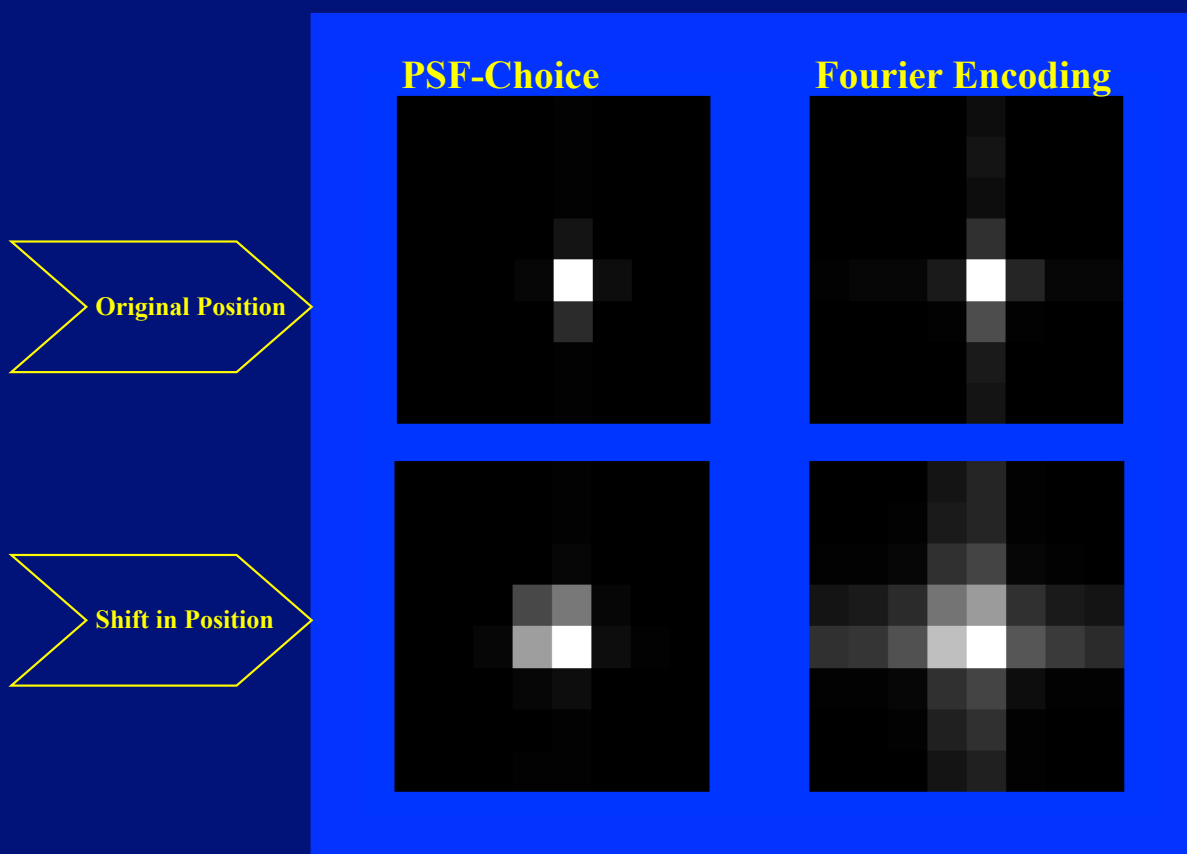 PSF-Choice
Fourier Encoding
Original Position
Shift in Position